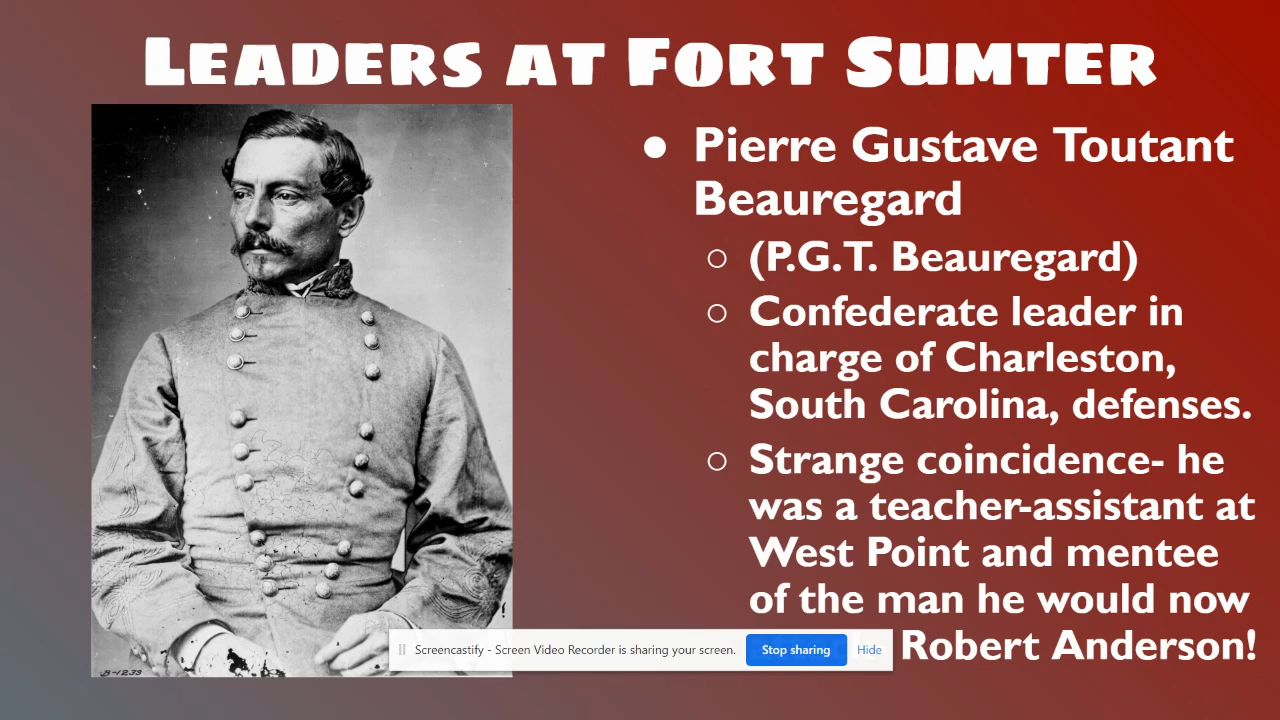 Leaders at Fort Sumter
● Pierre Gustave Toutant
Beauregard
○ (P.G.T. Beauregard)
○ Confederate leader in
charge of Charleston,
South Carolina, defenses.
○ Strange coincidence- he
was a teacher-assistant at
West Point and mentee
of the man he would now
Robert Anderson!
Screencastify - Screen Video Recorder is sharing your screen.
Stop sharing
Hide
B-1233